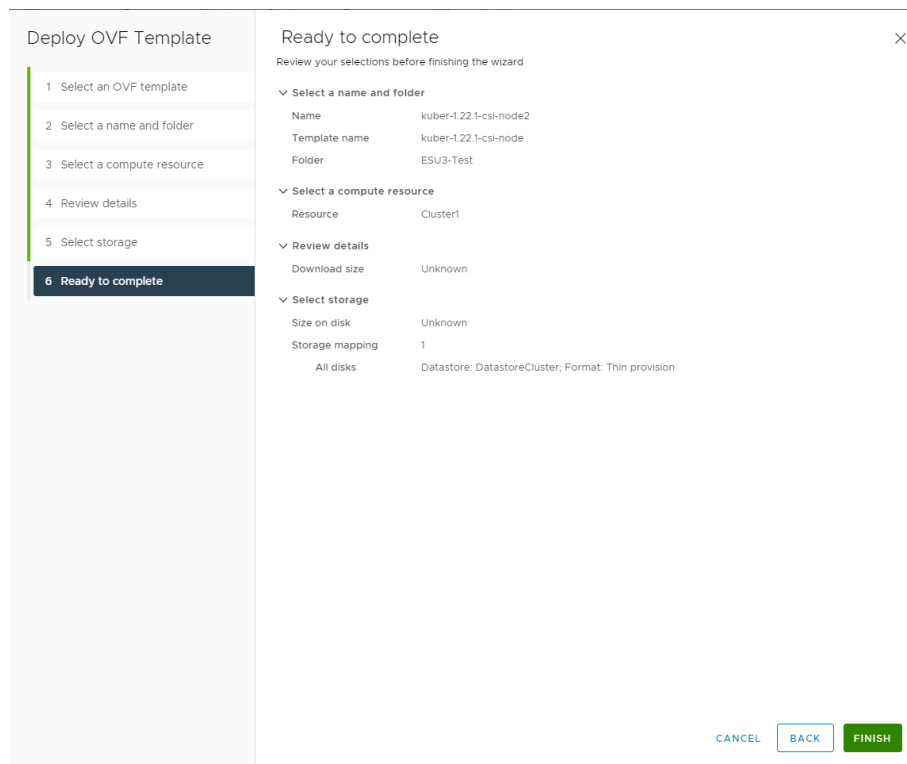 Deploy OVF Template
1 Select an OVF template
2 Select a name and folder
3 Select a compute resource
4 Review details
5 Select storage
6 Ready to complete
Ready to complete
Review your selections before finishing the wizard
Select a name and folder
Name kuber-1.22.1-csi-node2
Template name kuber-1.22.1-csi-node
Folder ESU3-Test
Select a compute resource
Resource Cluster1
Review details
Download size Unknown
Select storage
Size on disk Unknown
Storage mapping 1
All disks Datastore: DatastoreCluster; Format: Thin provision
CANCEL BACK FINISH